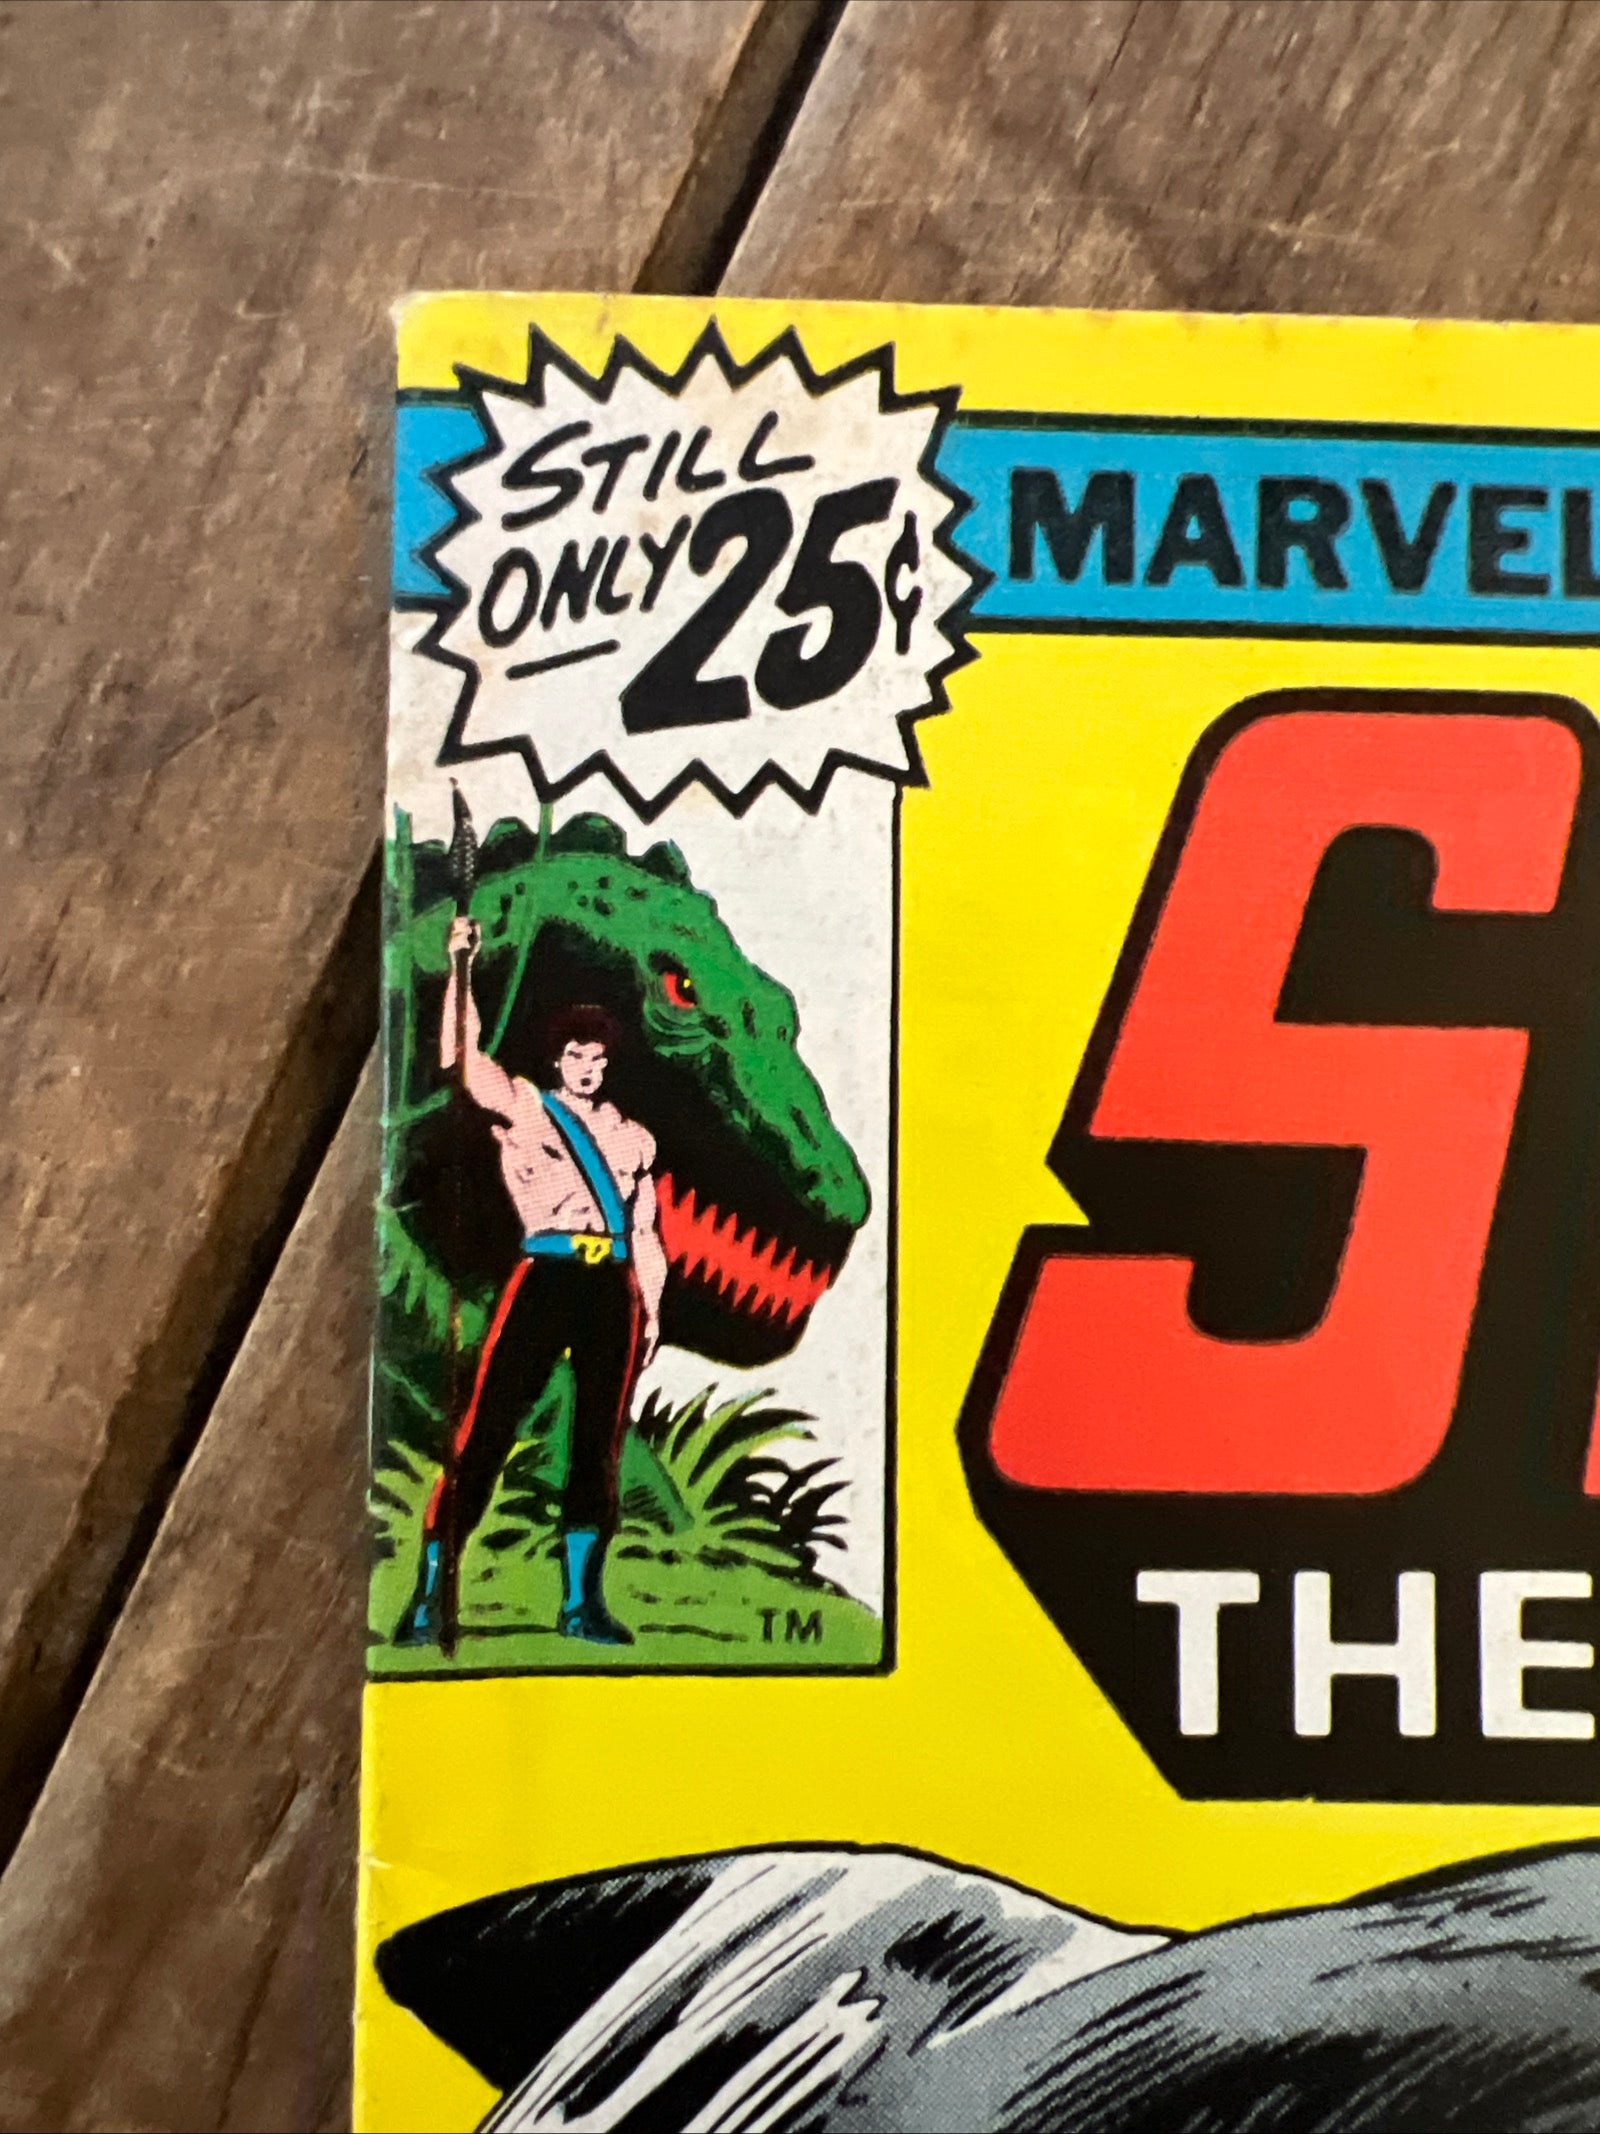 STILL
ONLY 25¢
MARVEL
S
THE
TM